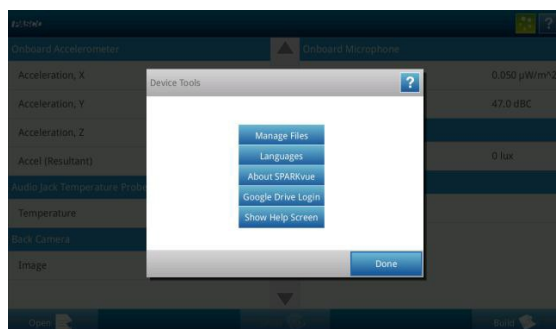 Onboard Accelerometer
Onboard Microphone
Acceleration, X
0.050 µW/m^2
Device Tools
?
?
Acceleration, Y
47.0 dBC
Acceleration, Z
Manage Files
Languages
Accel (Resultant)
0 lux
About SPARKvue
Audio Jack Temperature Probe
Google Drive Login
Temperature
Show Help Screen
Back Camera
Image
Done
Open
Build